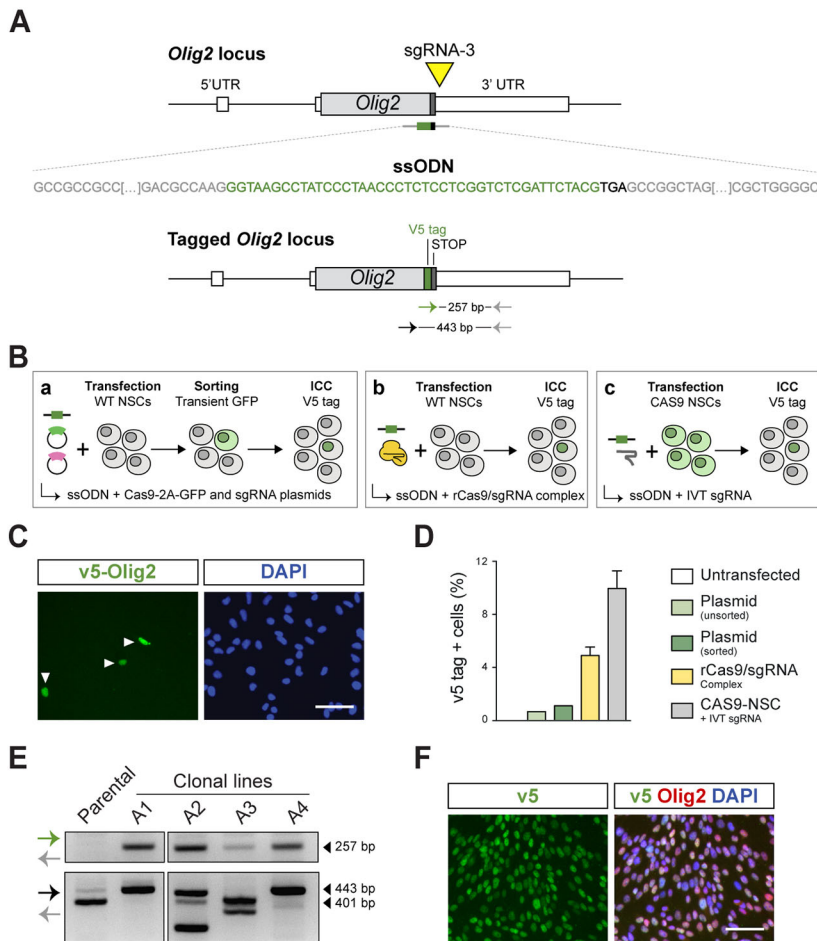 A
Olig2 locus
sgRNA-3
5'UTR
Olig2
3' UTR
ssODN
GCCGCCGCC[...]GACGCCAAGGGTAAGCCTATCCCTAACCCTCTCCTCGGTCTCGATTCTACGTGAGCCGGCTAG[...]CGCTGGGGC
Tagged Olig2 locus
V5 tag
STOP
Olig2
257 bp
443 bp
B
a
Transfection
WT NSCs
Sorting
Transient GFP
ICC
V5 tag
ssODN + Cas9-2A-GFP and sgRNA plasmids
b
Transfection
WT NSCs
ICC
V5 tag
ssODN + rCas9/sgRNA complex
c
Transfection
CAS9 NSCs
ICC
V5 tag
ssODN + IVT sgRNA
C
v5-Olig2
DAPI
D
v5 tag + cells (%)
12
8
4
0
Untransfected
Plasmid
(unsorted)
Plasmid
(sorted)
rCas9/sgRNA
Complex
CAS9-NSC
+ IVT sgRNA
E
Clonal lines
Parental
A1
A2
A3
A4
257 bp
443 bp
401 bp
F
v5
v5 Olig2 DAPI